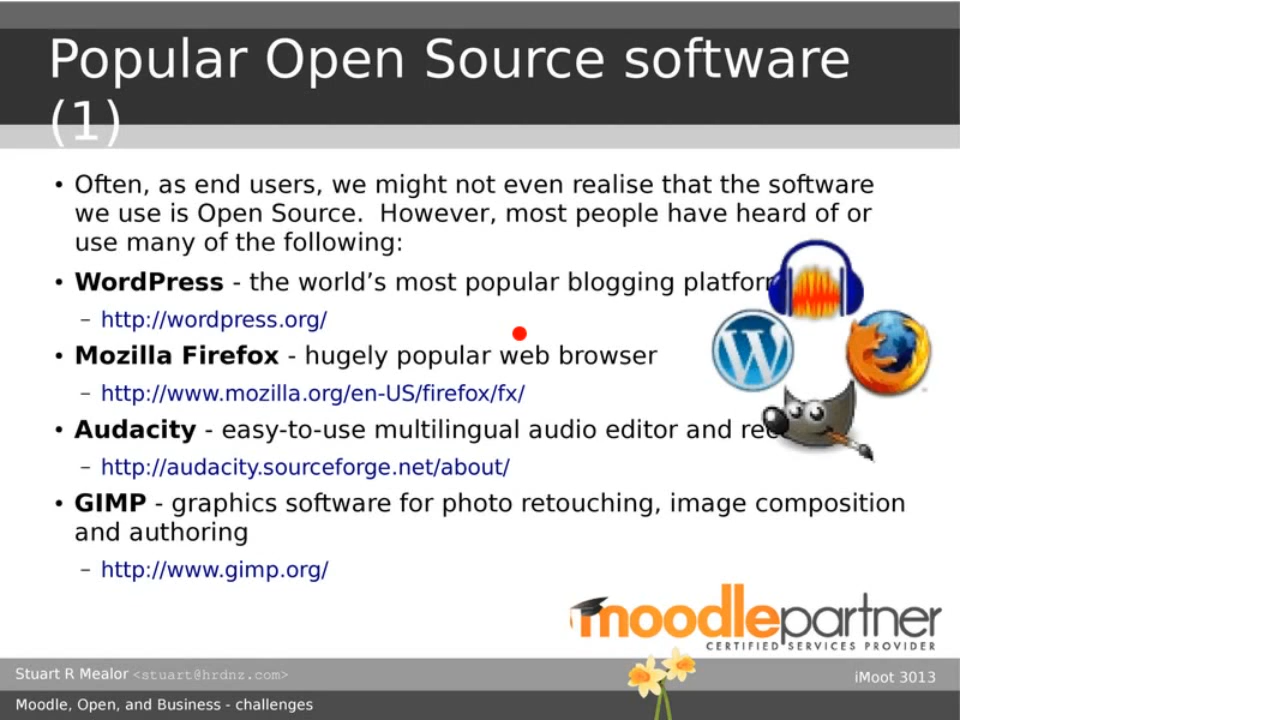 Popular Open Source software
(1)
• Often, as end users, we might not even realise that the software
we use is Open Source.  However, most people have heard of or
use many of the following:
• WordPress - the world’s most popular blogging platform
– http://wordpress.org/
• Mozilla Firefox - hugely popular web browser
– http://www.mozilla.org/en-US/firefox/fx/
• Audacity - easy-to-use multilingual audio editor and
– http://audacity.sourceforge.net/about/
• GIMP - graphics software for photo retouching, image composition
and authoring
– http://www.gimp.org/
moodlepartner
CERTIFIED SERVICES PROVIDER
Stuart R Mealor <stuart@hrdnz.com>
iMoot 3013
Moodle, Open, and Business - challenges